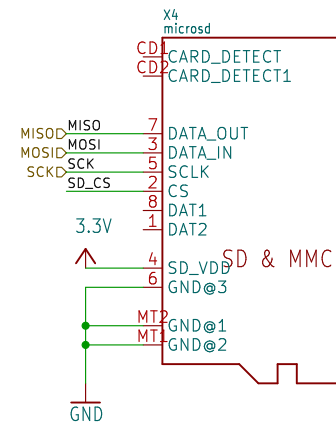 X4
microsd
CD1 CARD_DETECT
CD2 CARD_DETECT1
MISO MISO 7 DATA_OUT
MOSI MOSI 3 DATA_IN
SCK SCK 5 SCLK
SD_CS 2 CS
8 DAT1
1 DAT2
3.3V
4 SD_VDD
SD & MMC
6 GND@3
MT2 GND@1
MT1 GND@2
GND